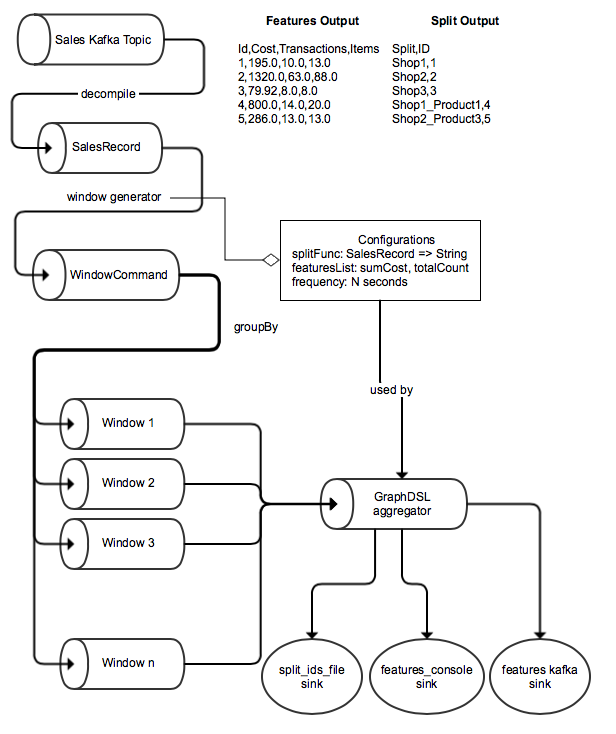 Features Output
Split Output
Sales Kafka Topic
Id,Cost,Transactions,Items
1,195.0,10.0,13.0
2,1320.0,63.0,88.0
3,79.92,8.0,8.0
4,800.0,14.0,20.0
5,286.0,13.0,13.0
Split,ID
Shop1,1
Shop2,2
Shop3,3
Shop1_Product1,4
Shop2_Product3,5
decompile
SalesRecord
window generator
Configurations
splitFunc: SalesRecord => String
featuresList: sumCost, totalCount
frequency: N seconds
WindowCommand
groupBy
used by
Window 1
Window 2
Window 3
Window n
GraphDSL
aggregator
split_ids_file
sink
features_console
sink
features kafka
sink